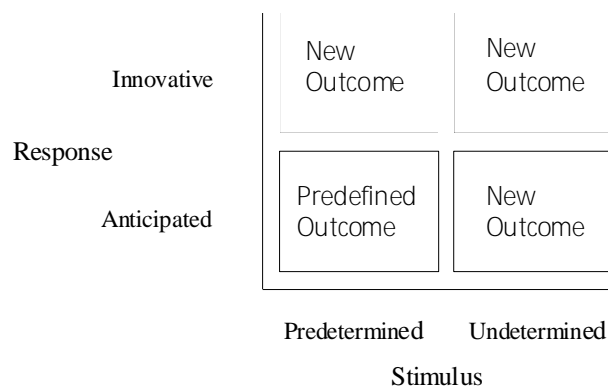 New
Outcome
New
Outcome
Innovative
Response
Predefined
Outcome
New
Outcome
Anticipated
Predetermined
Undetermined
Stimulus